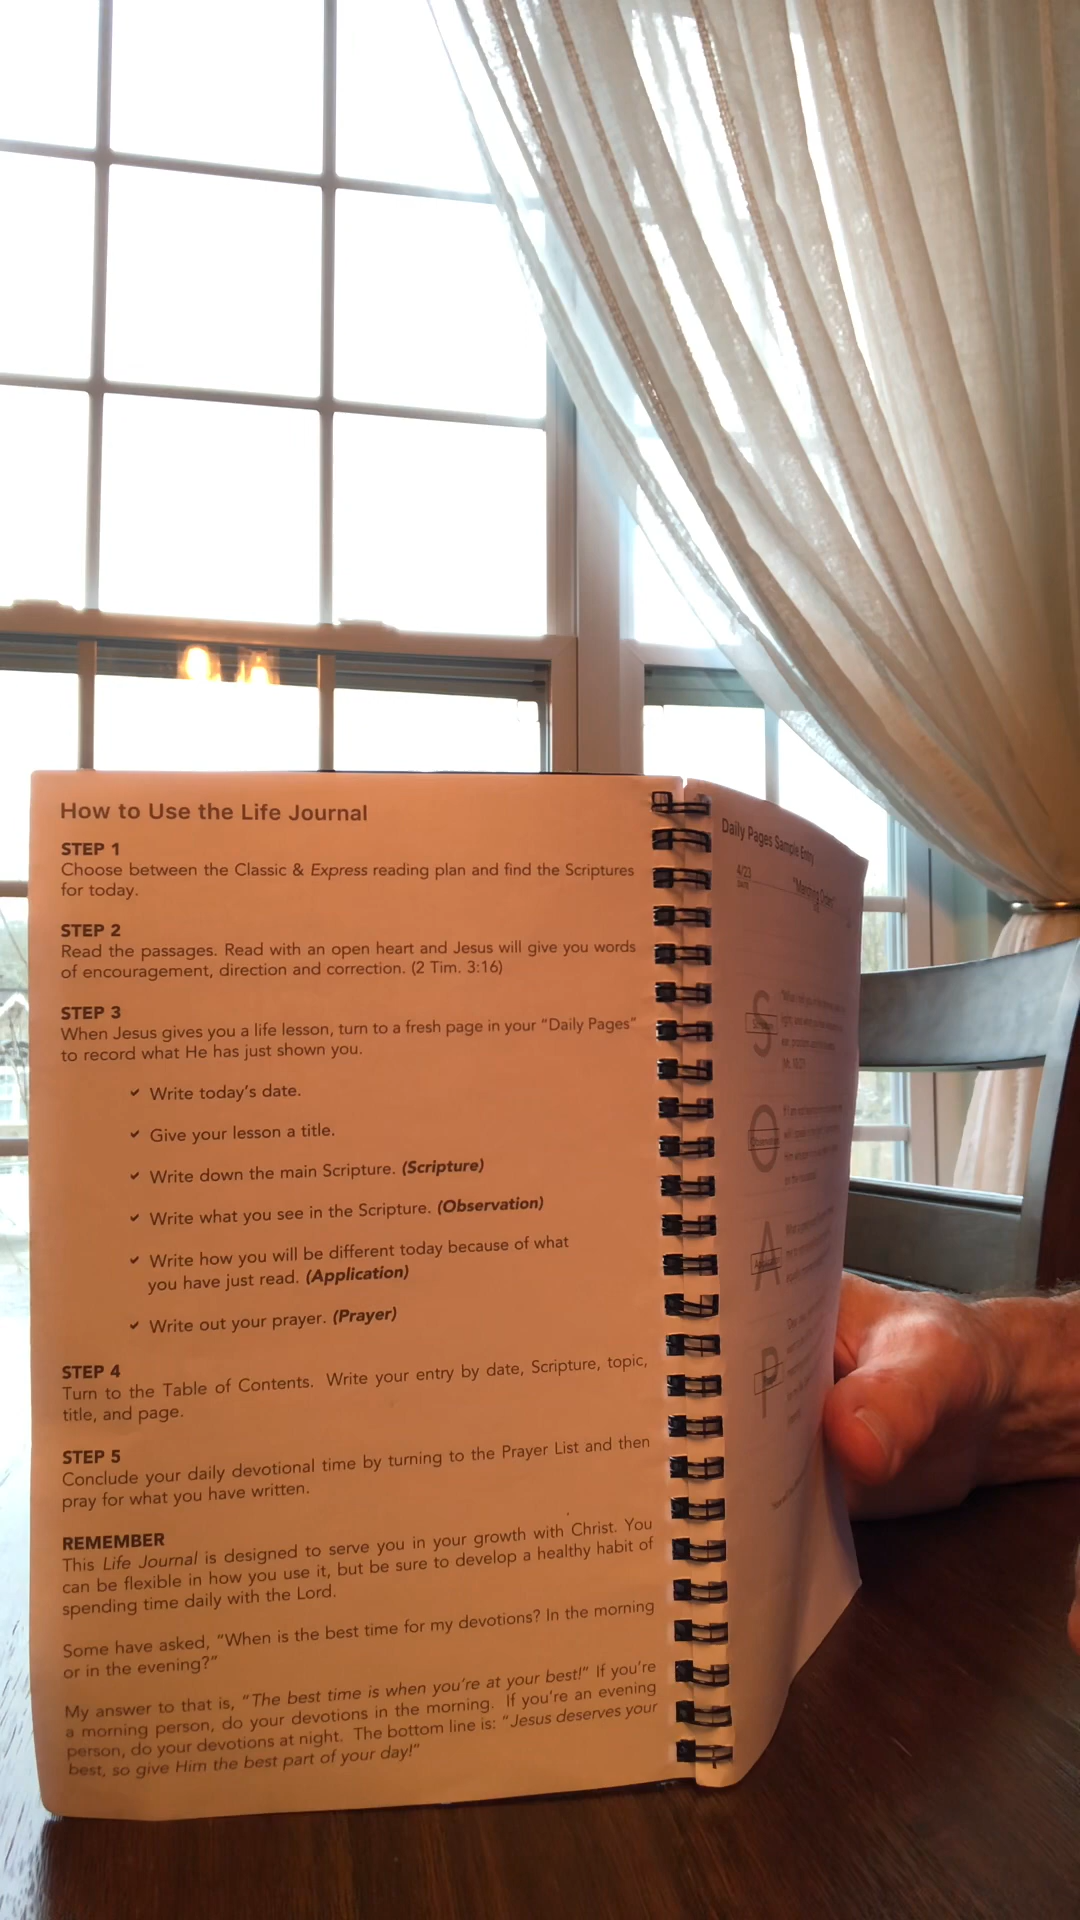 How to Use the Life Journal
STEP 1
Choose between the Classic & Express reading plan and find the Scriptures
for today.
STEP 2
Read the passages. Read with an open heart and Jesus will give you words
of encouragement, direction and correction. (2 Tim. 3:16)
STEP 3
When Jesus gives you a life lesson, turn to a fresh page in your “Daily Pages”
to record what He has just shown you.
✓ Write today’s date.
✓ Give your lesson a title.
✓ Write down the main Scripture. (Scripture)
✓ Write what you see in the Scripture. (Observation)
✓ Write how you will be different today because of what
you have just read. (Application)
✓ Write out your prayer. (Prayer)
STEP 4
Turn to the Table of Contents. Write your entry by date, Scripture, topic,
title, and page.
STEP 5
Conclude your daily devotional time by turning to the Prayer List and then
pray for what you have written.
REMEMBER
This Life Journal is designed to serve you in your growth with Christ. You
can be flexible in how you use it, but be sure to develop a healthy habit of
spending time daily with the Lord.
Some have asked, “When is the best time for my devotions? In the morning
or in the evening?”
My answer to that is, “The best time is when you’re at your best!” If you’re
a morning person, do your devotions in the morning. If you’re an evening
person, do your devotions at night. The bottom line is: “Jesus deserves your
best, so give Him the best part of your day!”
Daily Pages Sample Entry
4/23
DATE
S
Scripture
O
Observation
A
P